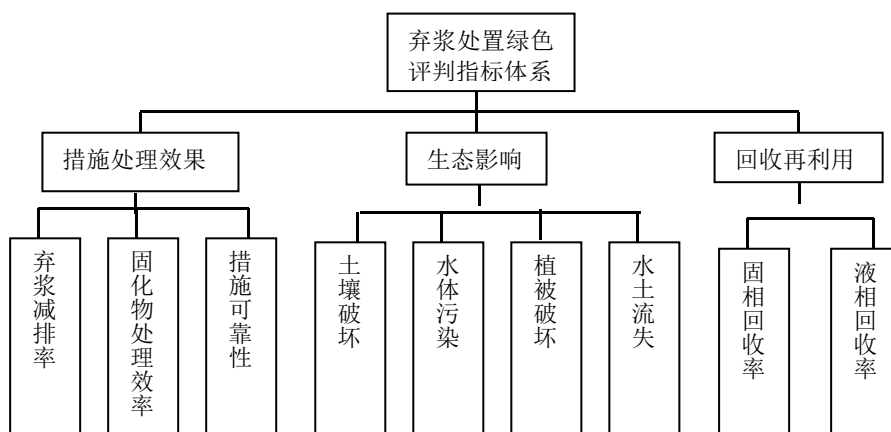 弃浆处置绿色
评判指标体系
措施处理效果
生态影响
回收再利用
弃浆减排率
固化物处理效率
措施可靠性
土壤破坏
水体污染
植被破坏
水土流失
固相回收率
液相回收率